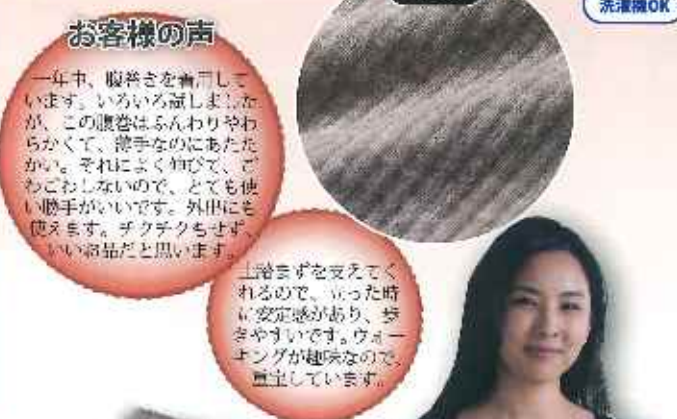 お客様の声
一年中、腹巻きを着用して
います。いろいろ試しました
が、この腹巻はふんわりやわ
らかくて、薄手なのにあたた
かい。それによく伸びて、ご
わごわしないので、とても使
い勝手がいいです。外出にも
使えます。チクチクもせず、
いいお品だと思います。
土踏まずを支えてく
れるので、立った時
に安定感があり、歩
きやすいです。ウォー
キングが趣味なので、
重宝しています。
洗濯機OK